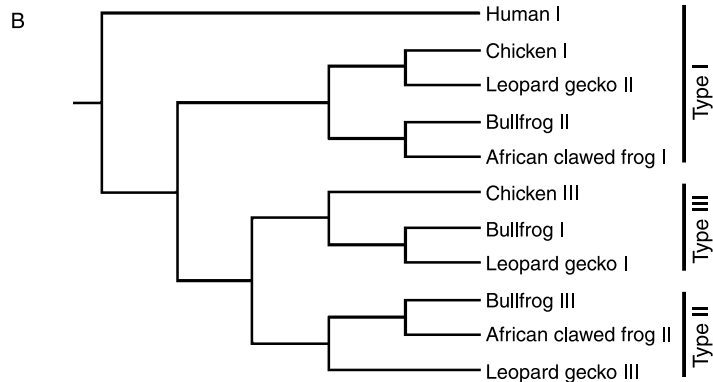 B
Human I
Chicken I
Leopard gecko II
Bullfrog II
African clawed frog I
Type I
Chicken III
Bullfrog I
Leopard gecko I
Type III
Bullfrog III
African clawed frog II
Leopard gecko III
Type II